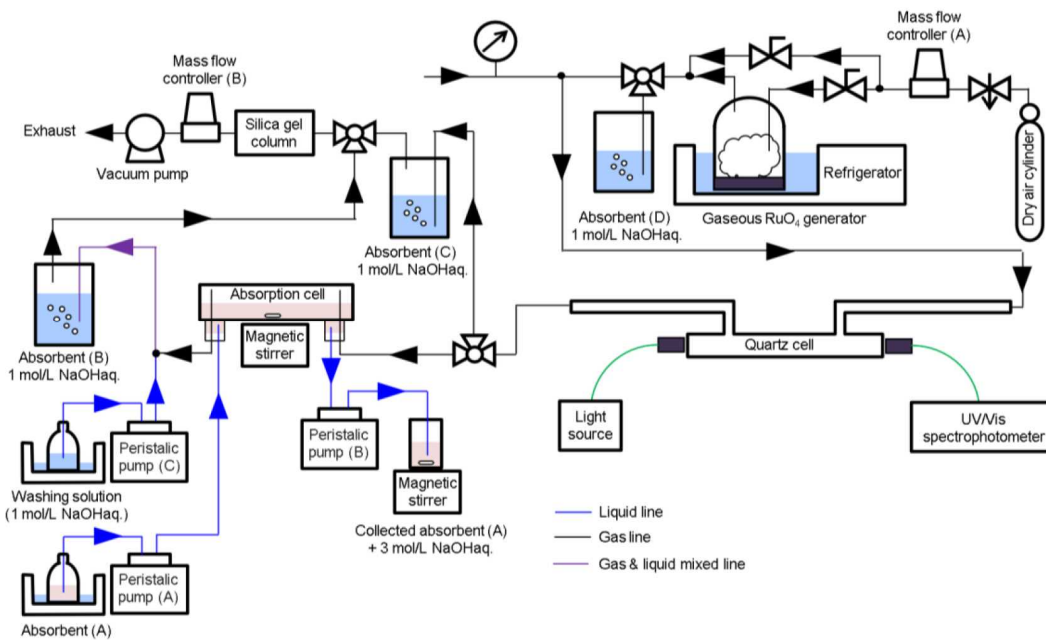 Mass flow
controller (A)
Mass flow
controller (B)
Exhaust
Silica gel
column
Vacuum pump
Refrigerator
Dry air cylinder
Absorbent (D)
1 mol/L NaOHaq.
Gaseous RuO₄ generator
Absorbent (C)
1 mol/L NaOHaq.
Absorption cell
Magnetic
stirrer
Absorbent (B)
1 mol/L NaOHaq.
Quartz cell
Light
source
UV/Vis
spectrophotometer
Peristalic
pump (C)
Peristalic
pump (B)
Magnetic
stirrer
Washing solution
(1 mol/L NaOHaq.)
Collected absorbent (A)
+ 3 mol/L NaOHaq.
Peristalic
pump (A)
Absorbent (A)
Liquid line
Gas line
Gas & liquid mixed line